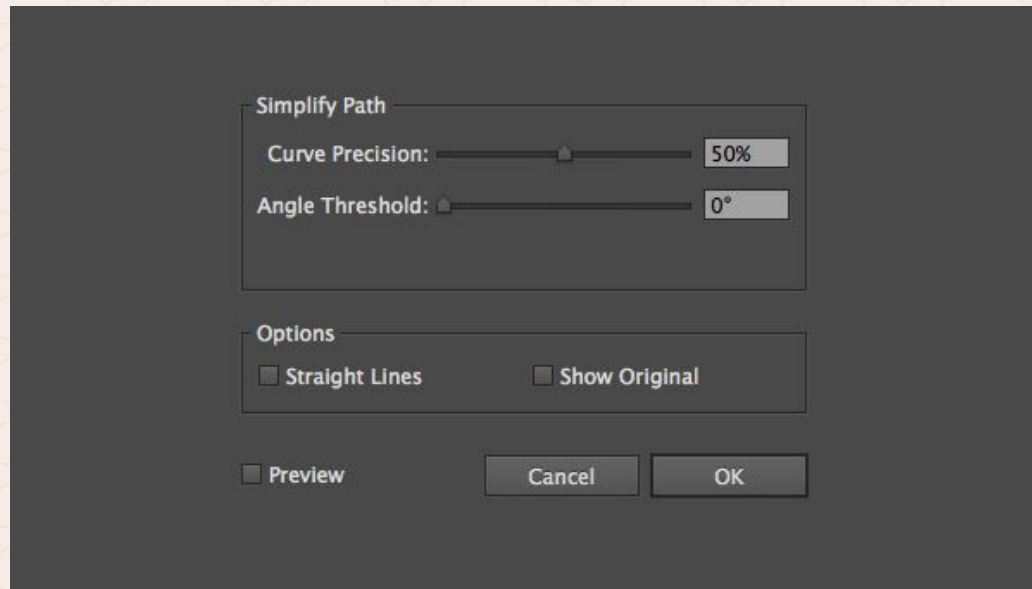 Simplify Path
Curve Precision: 50%
Angle Threshold: 0°
Options
Straight Lines Show Original
Preview Cancel OK